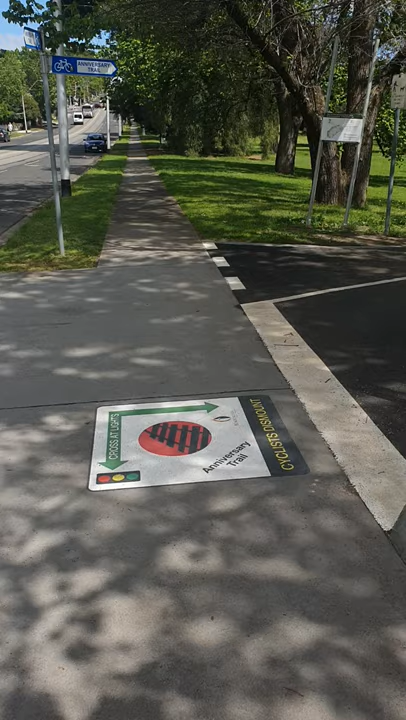 ANNIVERSARY
TRAIL
CROSS AT LIGHTS
Anniversary
Trail
CYCLISTS DISMOUNT